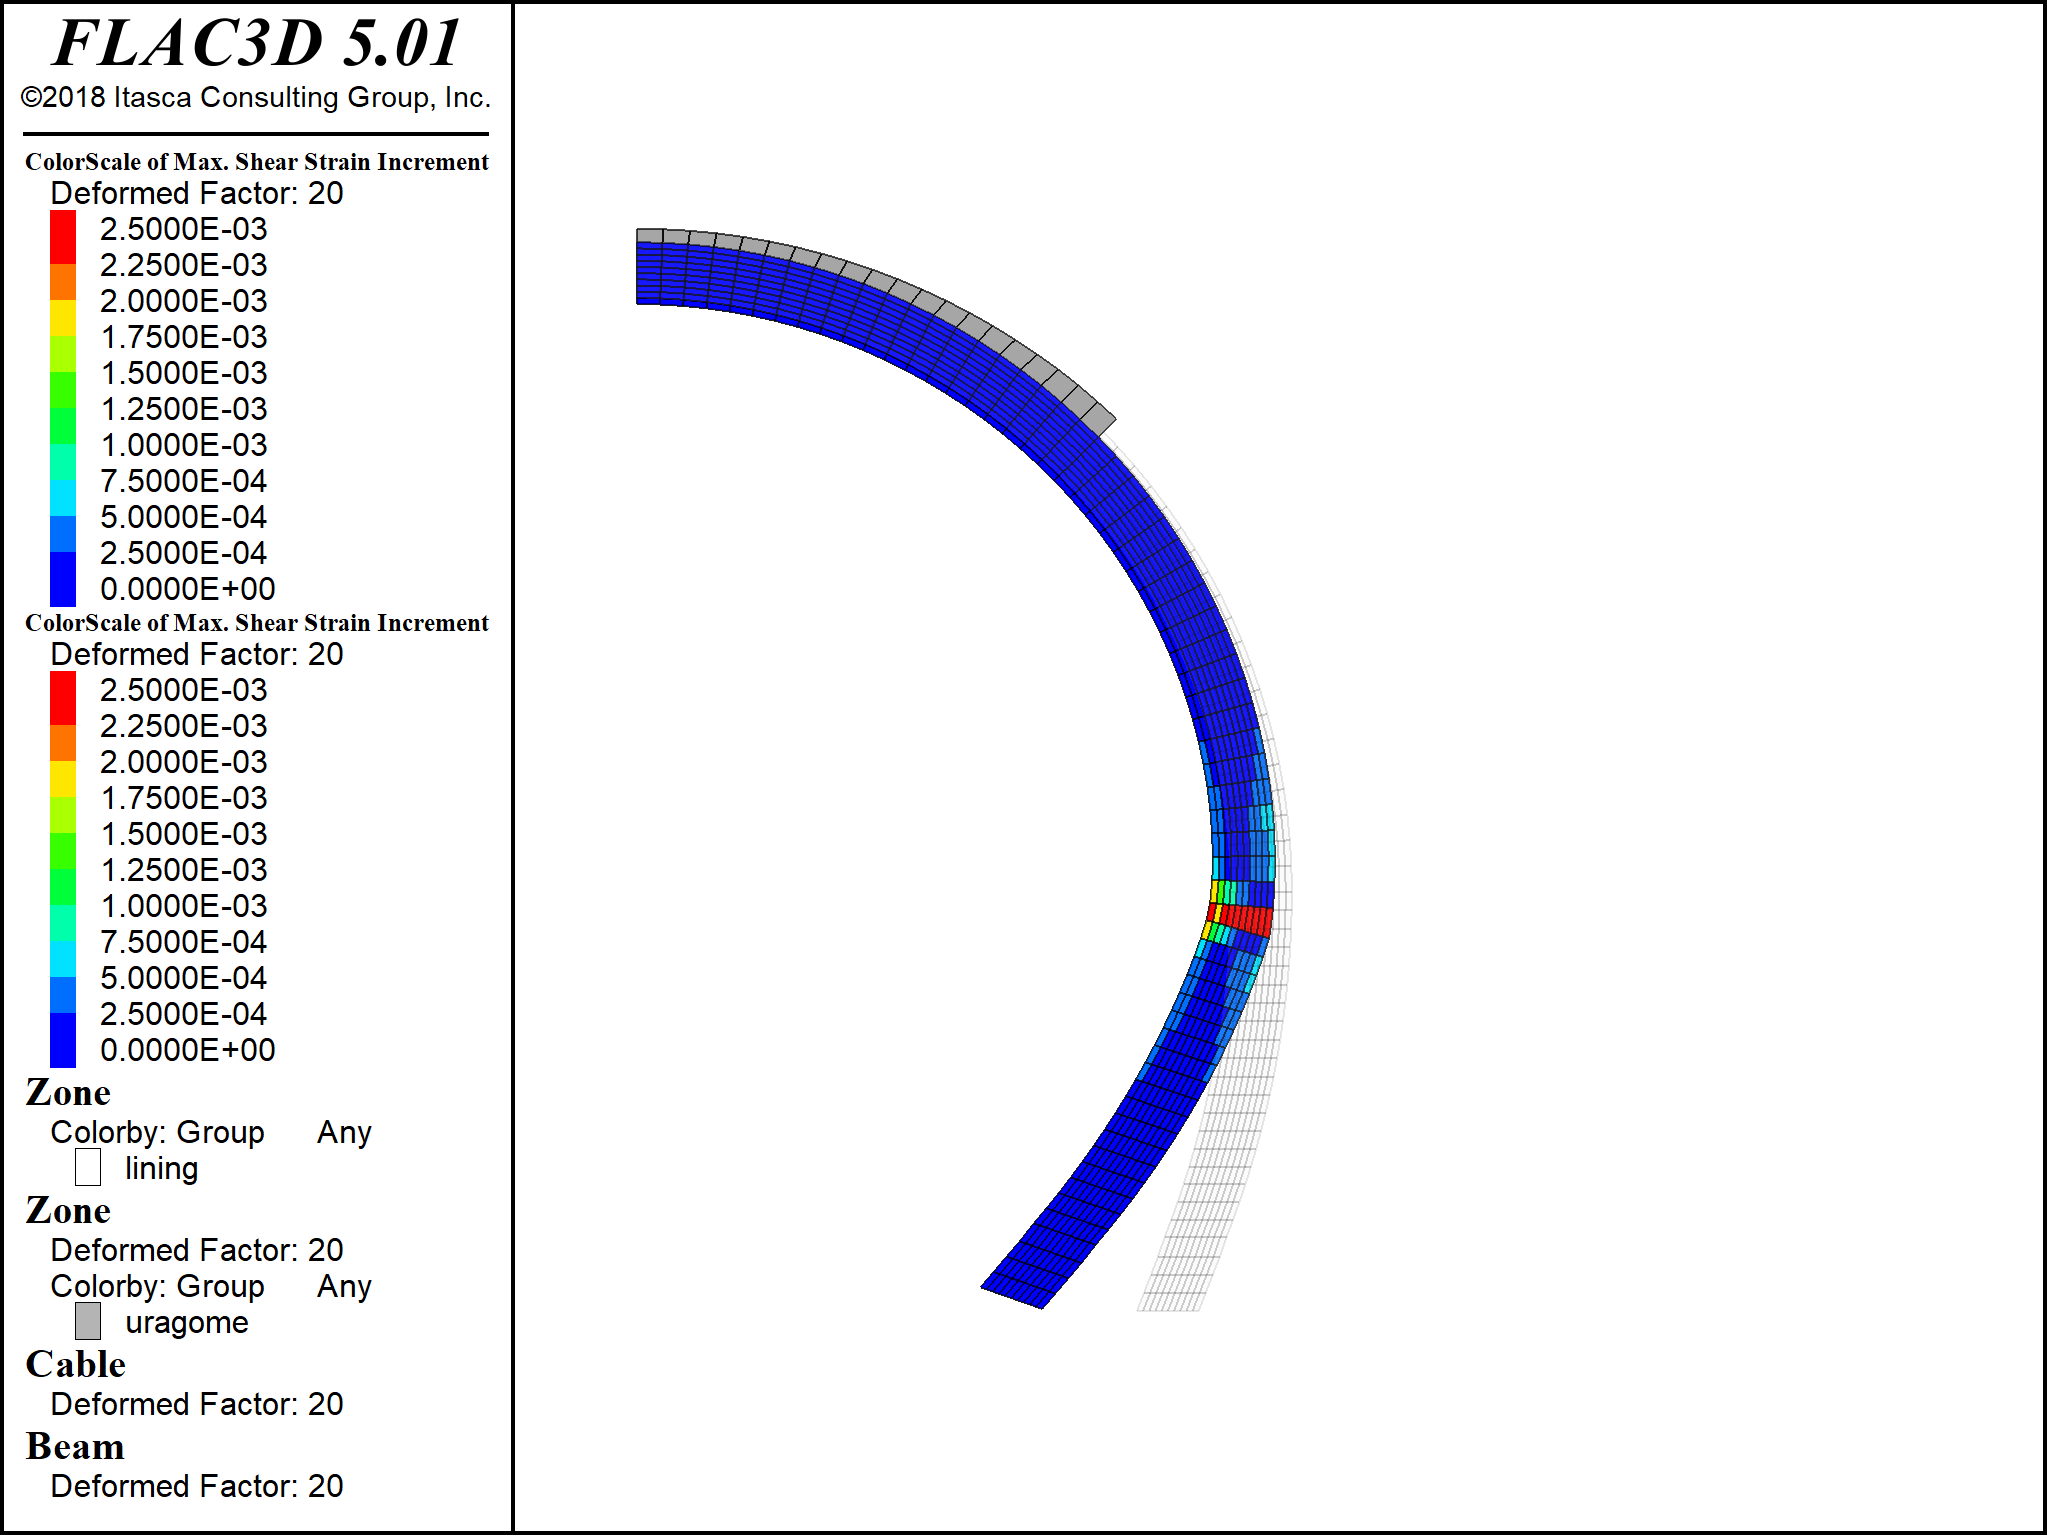 FLAC3D 5.01
©2018 Itasca Consulting Group, Inc.
ColorScale of Max. Shear Strain Increment
Deformed Factor: 20
2.5000E-03
2.2500E-03
2.0000E-03
1.7500E-03
1.5000E-03
1.2500E-03
1.0000E-03
7.5000E-04
5.0000E-04
2.5000E-04
0.0000E+00
ColorScale of Max. Shear Strain Increment
Deformed Factor: 20
2.5000E-03
2.2500E-03
2.0000E-03
1.7500E-03
1.5000E-03
1.2500E-03
1.0000E-03
7.5000E-04
5.0000E-04
2.5000E-04
0.0000E+00
Zone
Colorby: Group Any
lining
Zone
Deformed Factor: 20
Colorby: Group Any
uragome
Cable
Deformed Factor: 20
Beam
Deformed Factor: 20